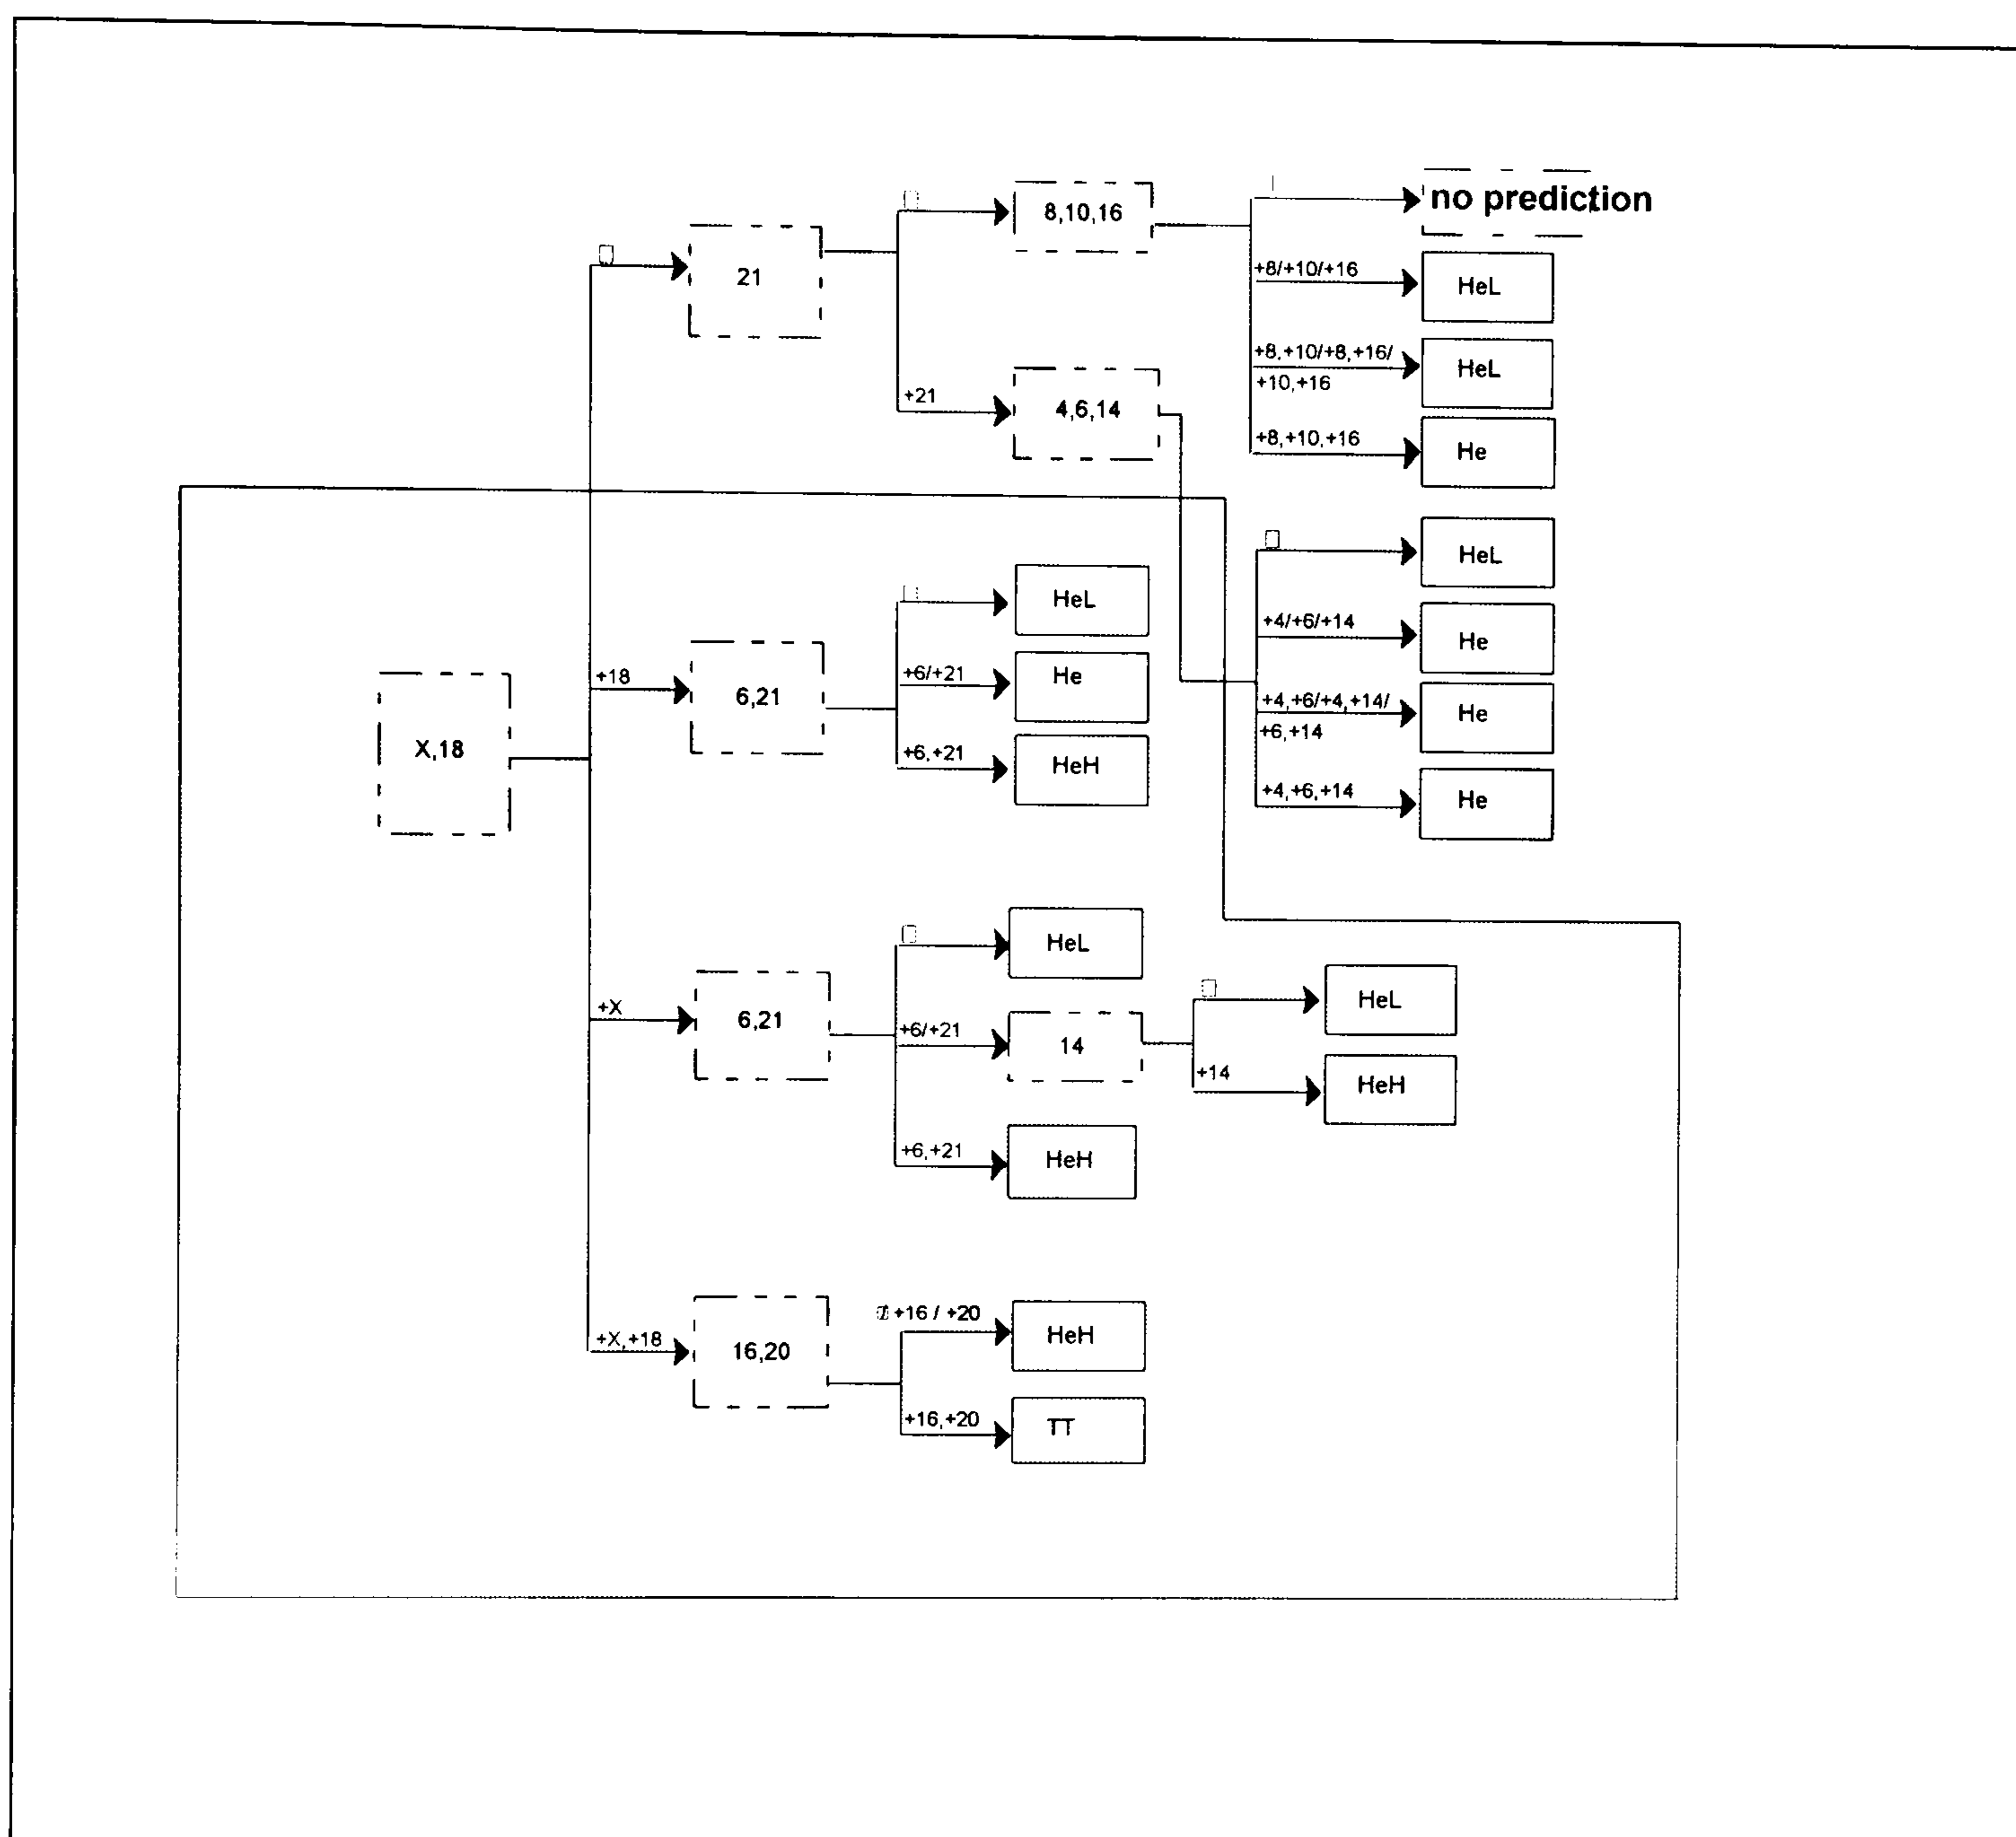 no prediction
8,10,16
21
+8/+10/+16
HeL
+8,+10/+8,+16/
+10,+16
HeL
+21
4,6,14
+8,+10,+16
He
HeL
HeL
+4/+6/+14
He
+18
6,21
+6/+21
He
+4,+6/+4,+14/
+6,+14
He
X,18
+6,+21
HeH
+4,+6,+14
He
HeL
HeL
+X
6,21
+6/+21
14
+14
HeH
+6,+21
HeH
+16 / +20
HeH
+X,+18
16,20
+16,+20
TT